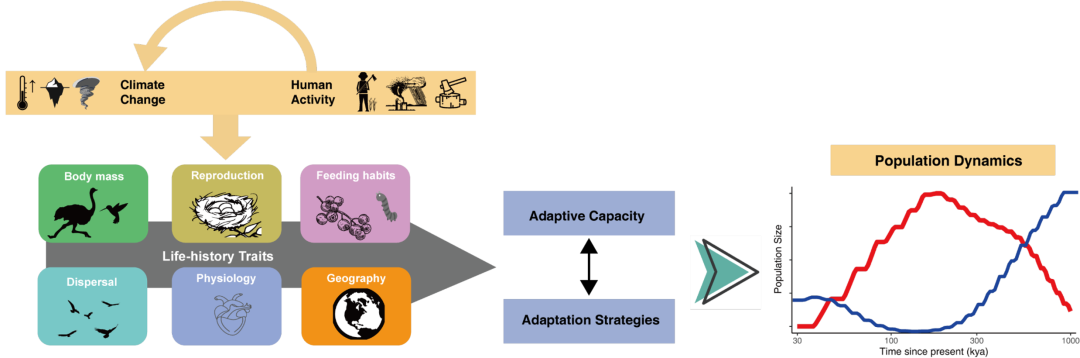 Climate
Change
Human
Activity
Body mass
Reproduction
Feeding habits
Life-history Traits
Dispersal
Physiology
Geography
Adaptive Capacity
Adaptation Strategies
Population Dynamics
Population Size
30
100
300
1000
Time since present (kya)